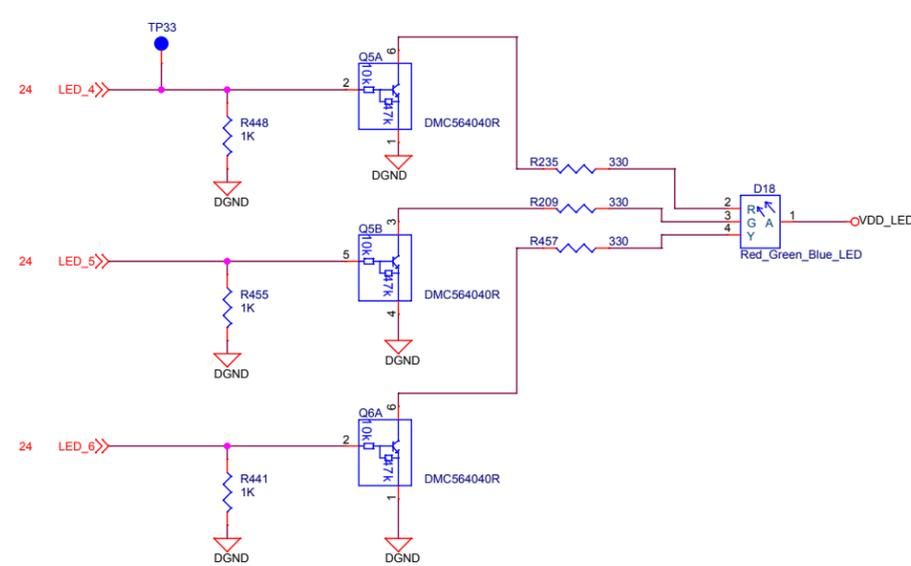 TP33
Q5A
6
10k
47k
24 LED_4
2
DMC564040R
1
R448
1K
DGND
DGND
R235 330
D18
R209 330
2 R
3 G A 1 VDD_LED
4 Y
R457 330
Red_Green_Blue_LED
Q5B
3
10k
47k
24 LED_5
5
DMC564040R
4
R455
1K
DGND
DGND
Q6A
6
10k
47k
24 LED_6
2
DMC564040R
1
R441
1K
DGND
DGND